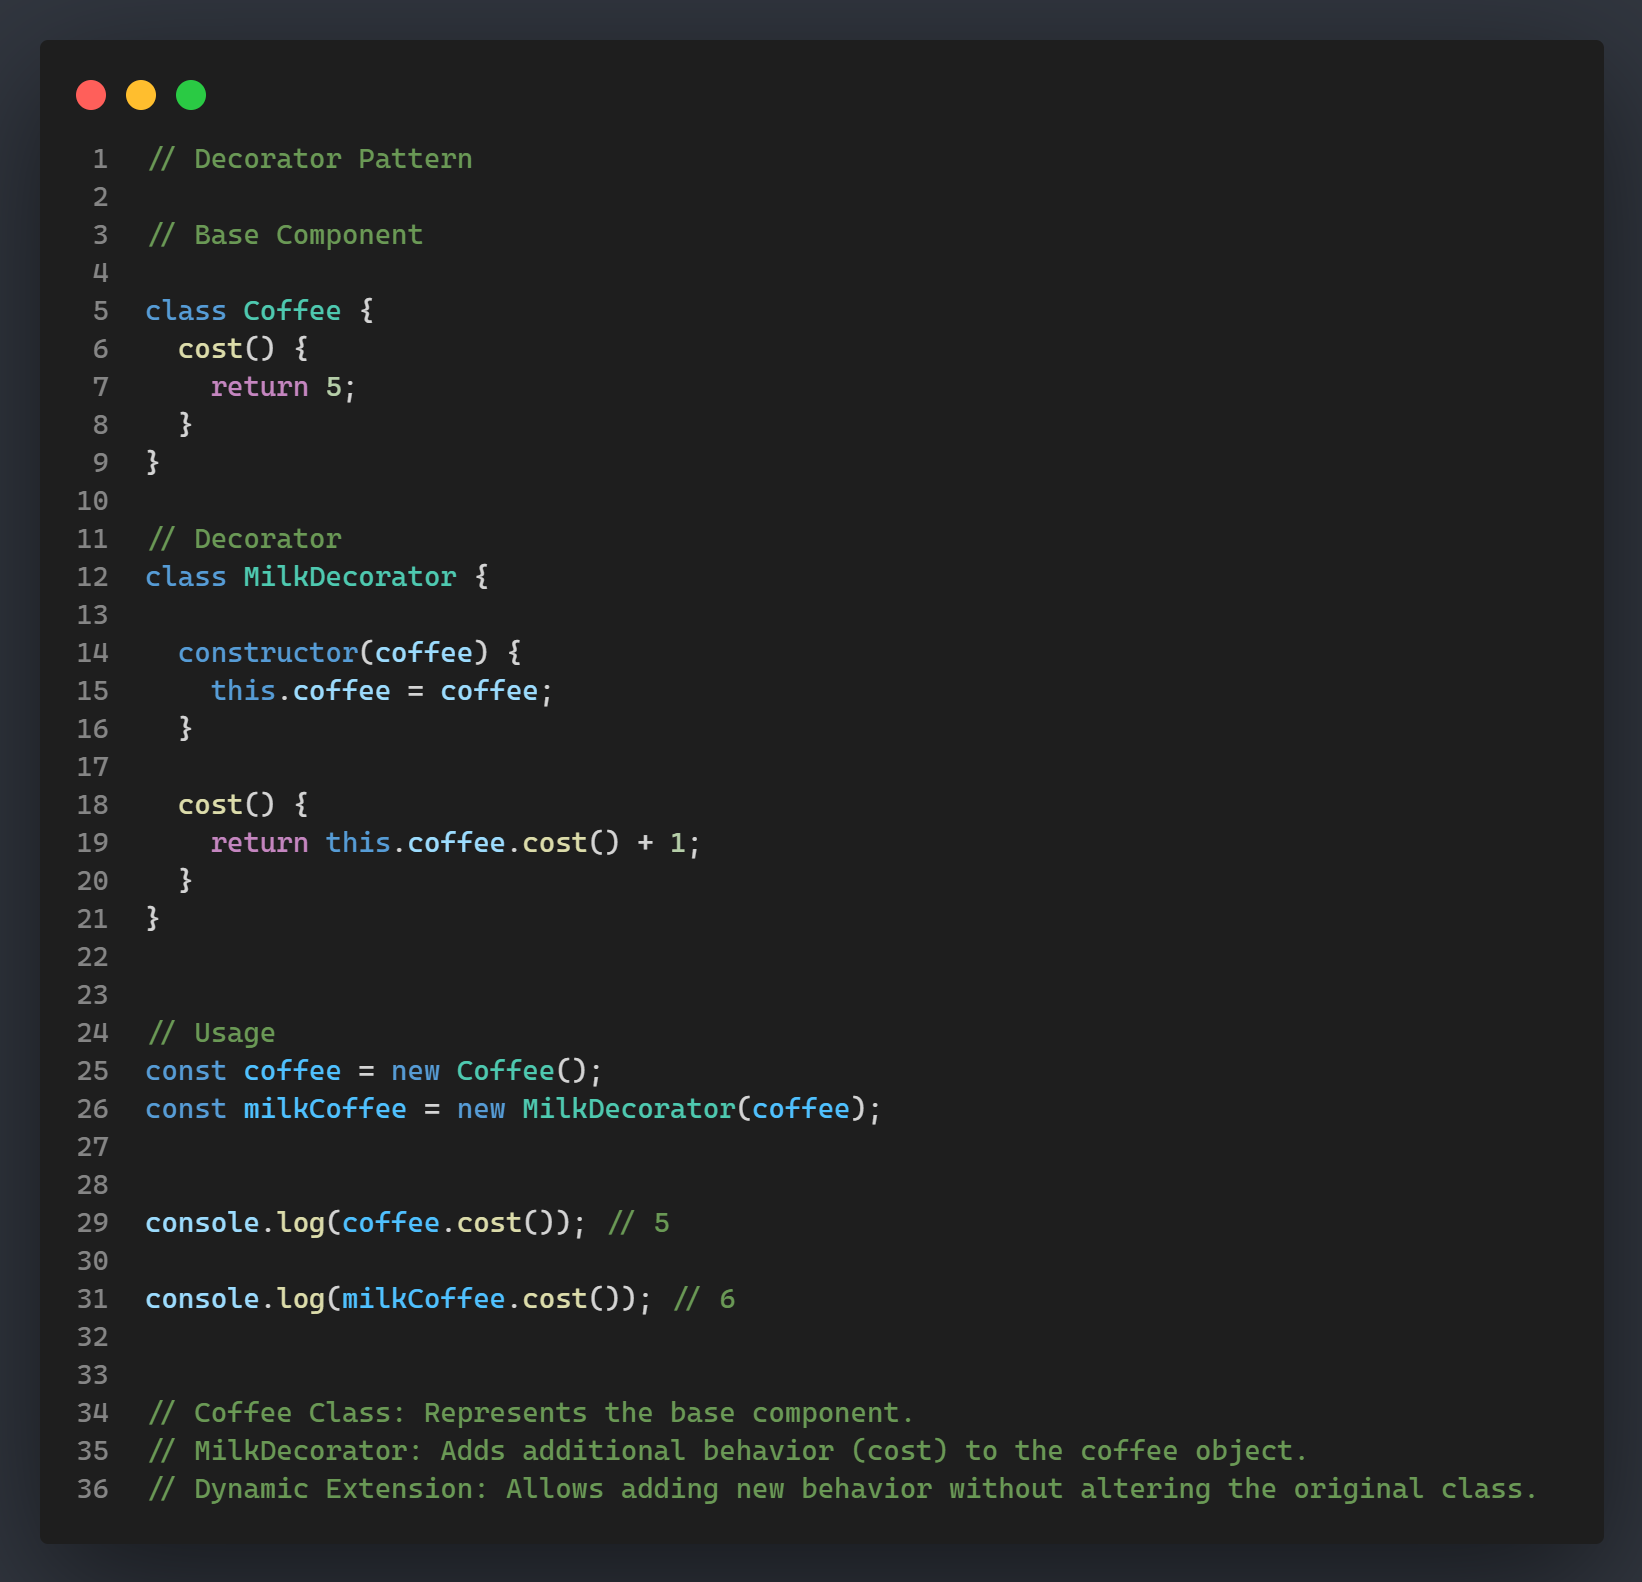 1 // Decorator Pattern
2
3 // Base Component
4
5 class Coffee {
6   cost() {
7     return 5;
8   }
9 }
10
11 // Decorator
12 class MilkDecorator {
13
14   constructor(coffee) {
15     this.coffee = coffee;
16   }
17
18   cost() {
19     return this.coffee.cost() + 1;
20   }
21 }
22
23
24 // Usage
25 const coffee = new Coffee();
26 const milkCoffee = new MilkDecorator(coffee);
27
28
29 console.log(coffee.cost()); // 5
30
31 console.log(milkCoffee.cost()); // 6
32
33
34 // Coffee Class: Represents the base component.
35 // MilkDecorator: Adds additional behavior (cost) to the coffee object.
36 // Dynamic Extension: Allows adding new behavior without altering the original class.